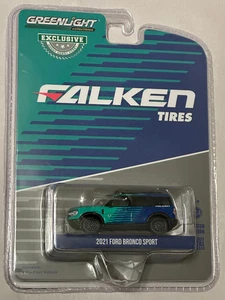 GREENLIGHT
EXCLUSIVE
FALKEN
TIRES
2021 FORD BRONCO SPORT